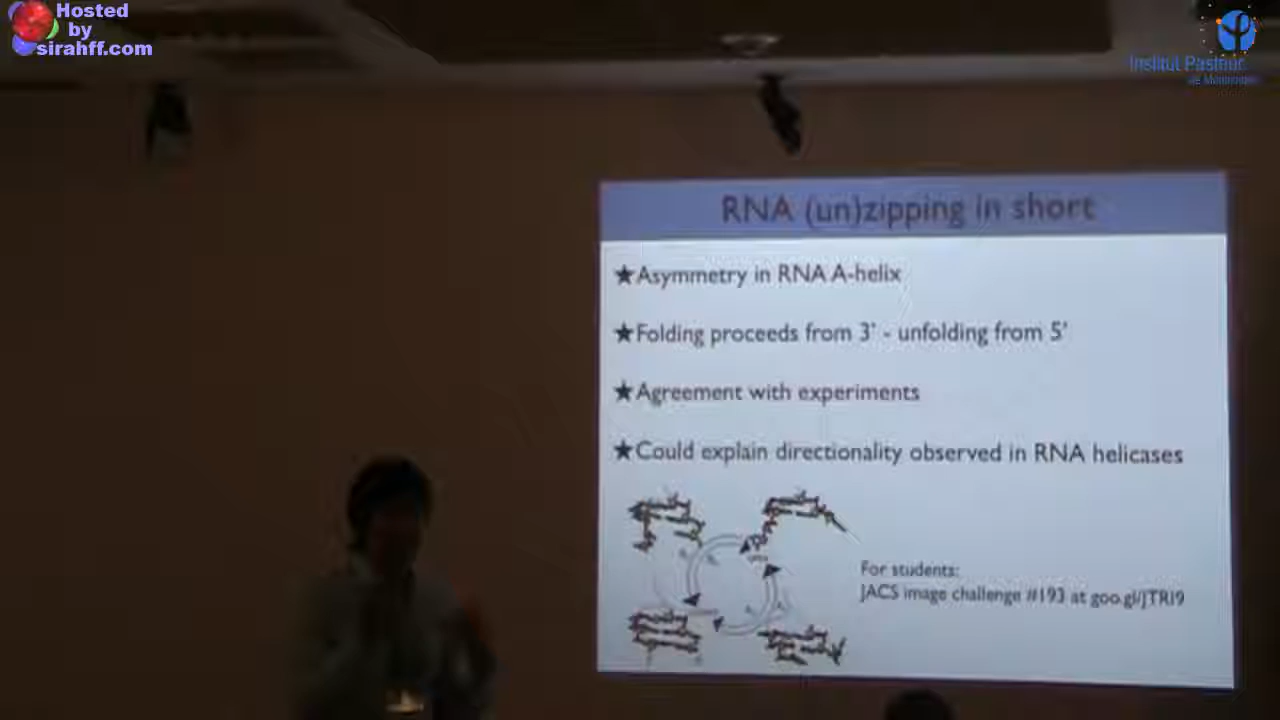 Hosted
by
sirahff.com
Institut Pasteur
de Montevideo
RNA (un)zipping in short
★Asymmetry in RNA A-helix
★Folding proceeds from 3' - unfolding from 5'
★Agreement with experiments
★Could explain directionality observed in RNA helicases
For students:
JACS image challenge #193 at goo.gl/JTRI9